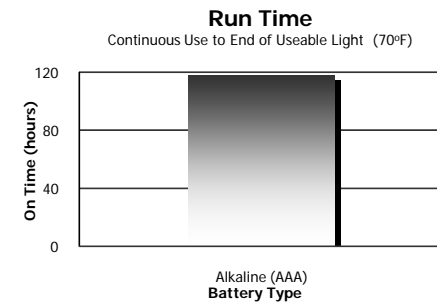 Run Time
Continuous Use to End of Useable Light (70ºF)
120
80
40
0
On Time (hours)
Alkaline (AAA)
Battery Type